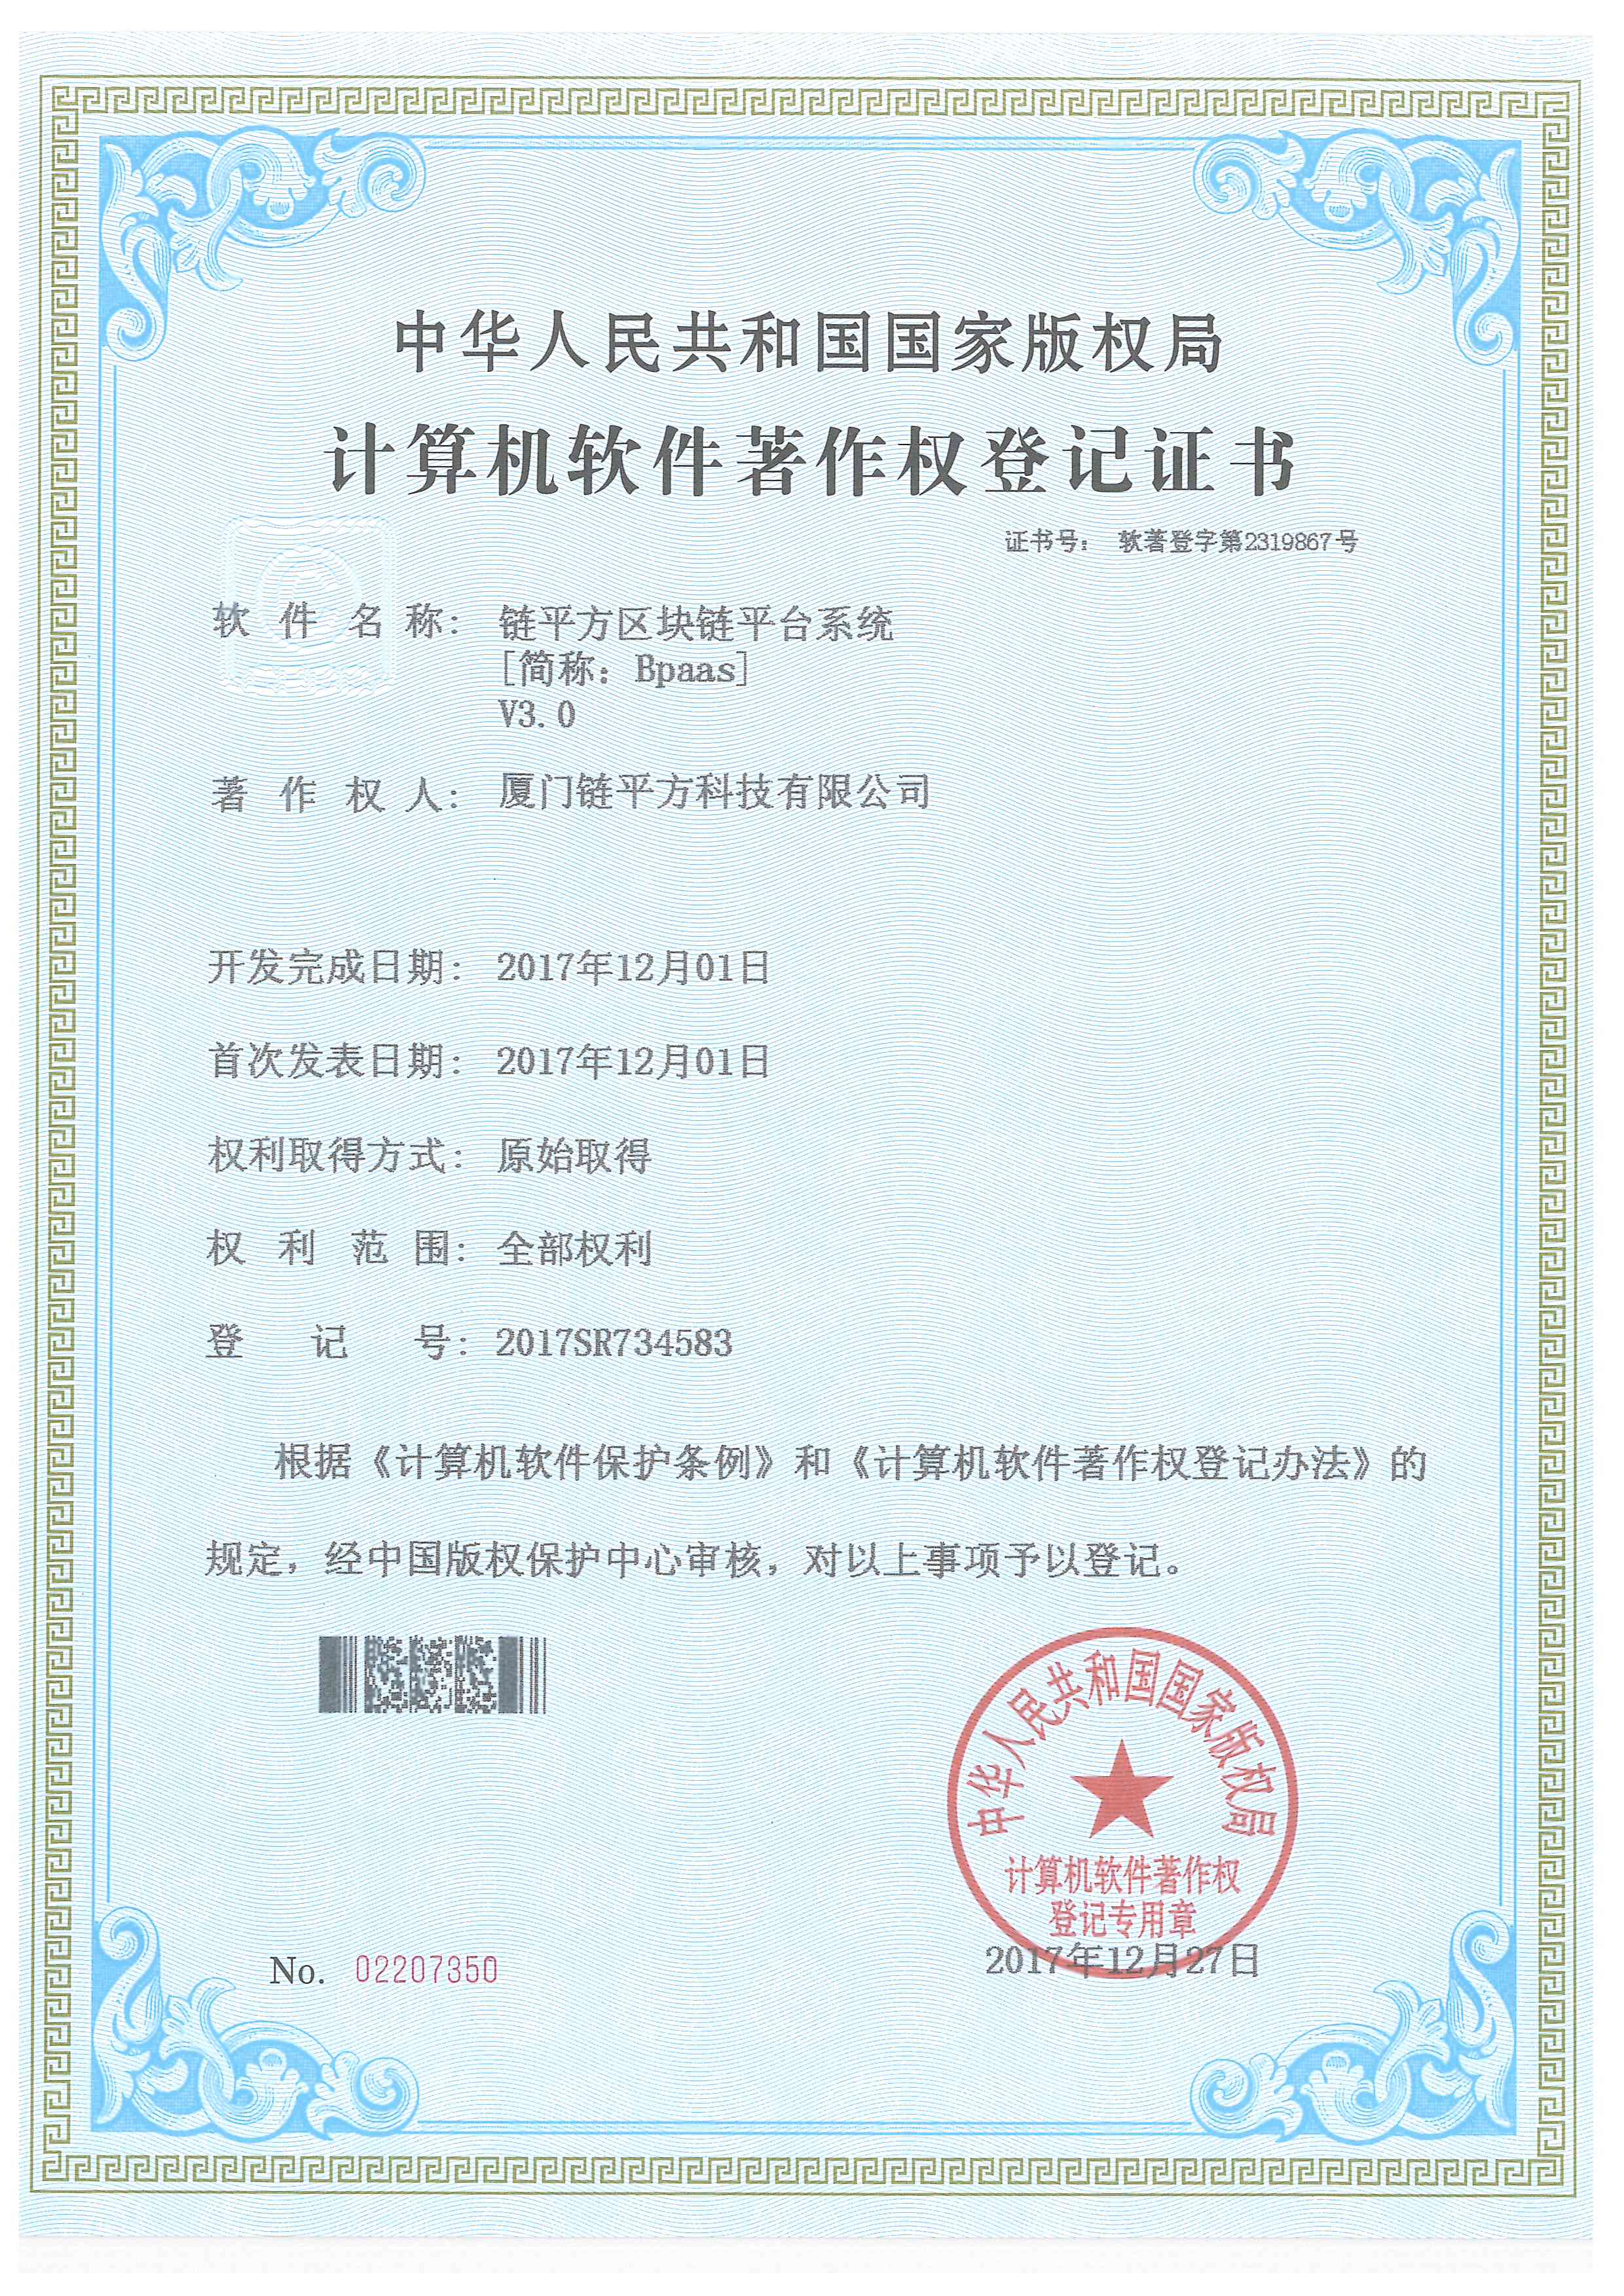 中华人民共和国国家版权局
计算机软件著作权登记证书
证书号： 软著登字第2319867号
软件名称： 链平方区块链平台系统
[简称：Bpaas]
V3.0
著作权人： 厦门链平方科技有限公司
开发完成日期： 2017年12月01日
首次发表日期： 2017年12月01日
权利取得方式： 原始取得
权利范围： 全部权利
登记号： 2017SR734583
根据《计算机软件保护条例》和《计算机软件著作权登记办法》的
规定，经中国版权保护中心审核，对以上事项予以登记。
中华人民共和国国家版权局
计算机软件著作权
登记专用章
No. 02207350
2017年12月27日